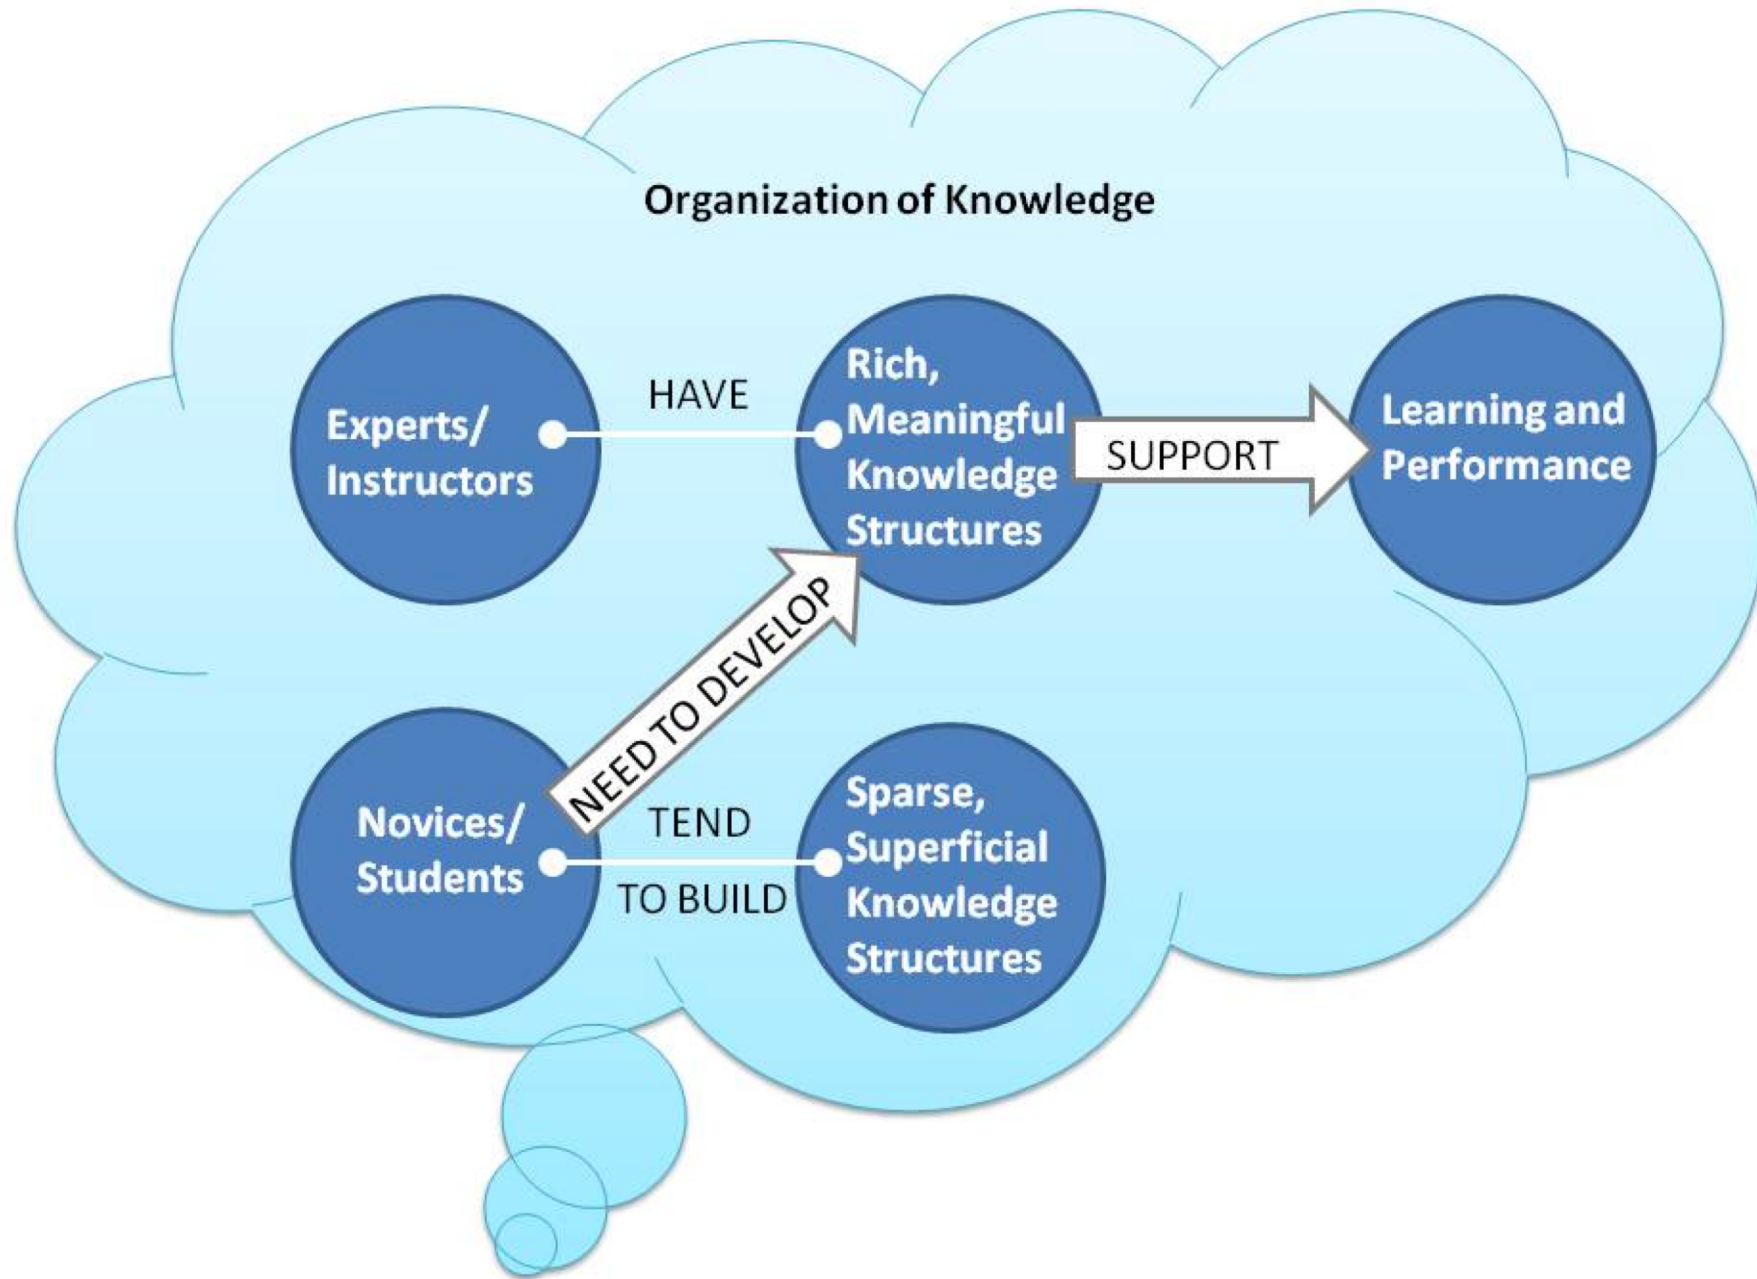 Organization of Knowledge
Experts/
Instructors
HAVE
Rich,
Meaningful
Knowledge
Structures
SUPPORT
Learning and
Performance
NEED TO DEVELOP
Novices/
Students
TEND
TO BUILD
Sparse,
Superficial
Knowledge
Structures